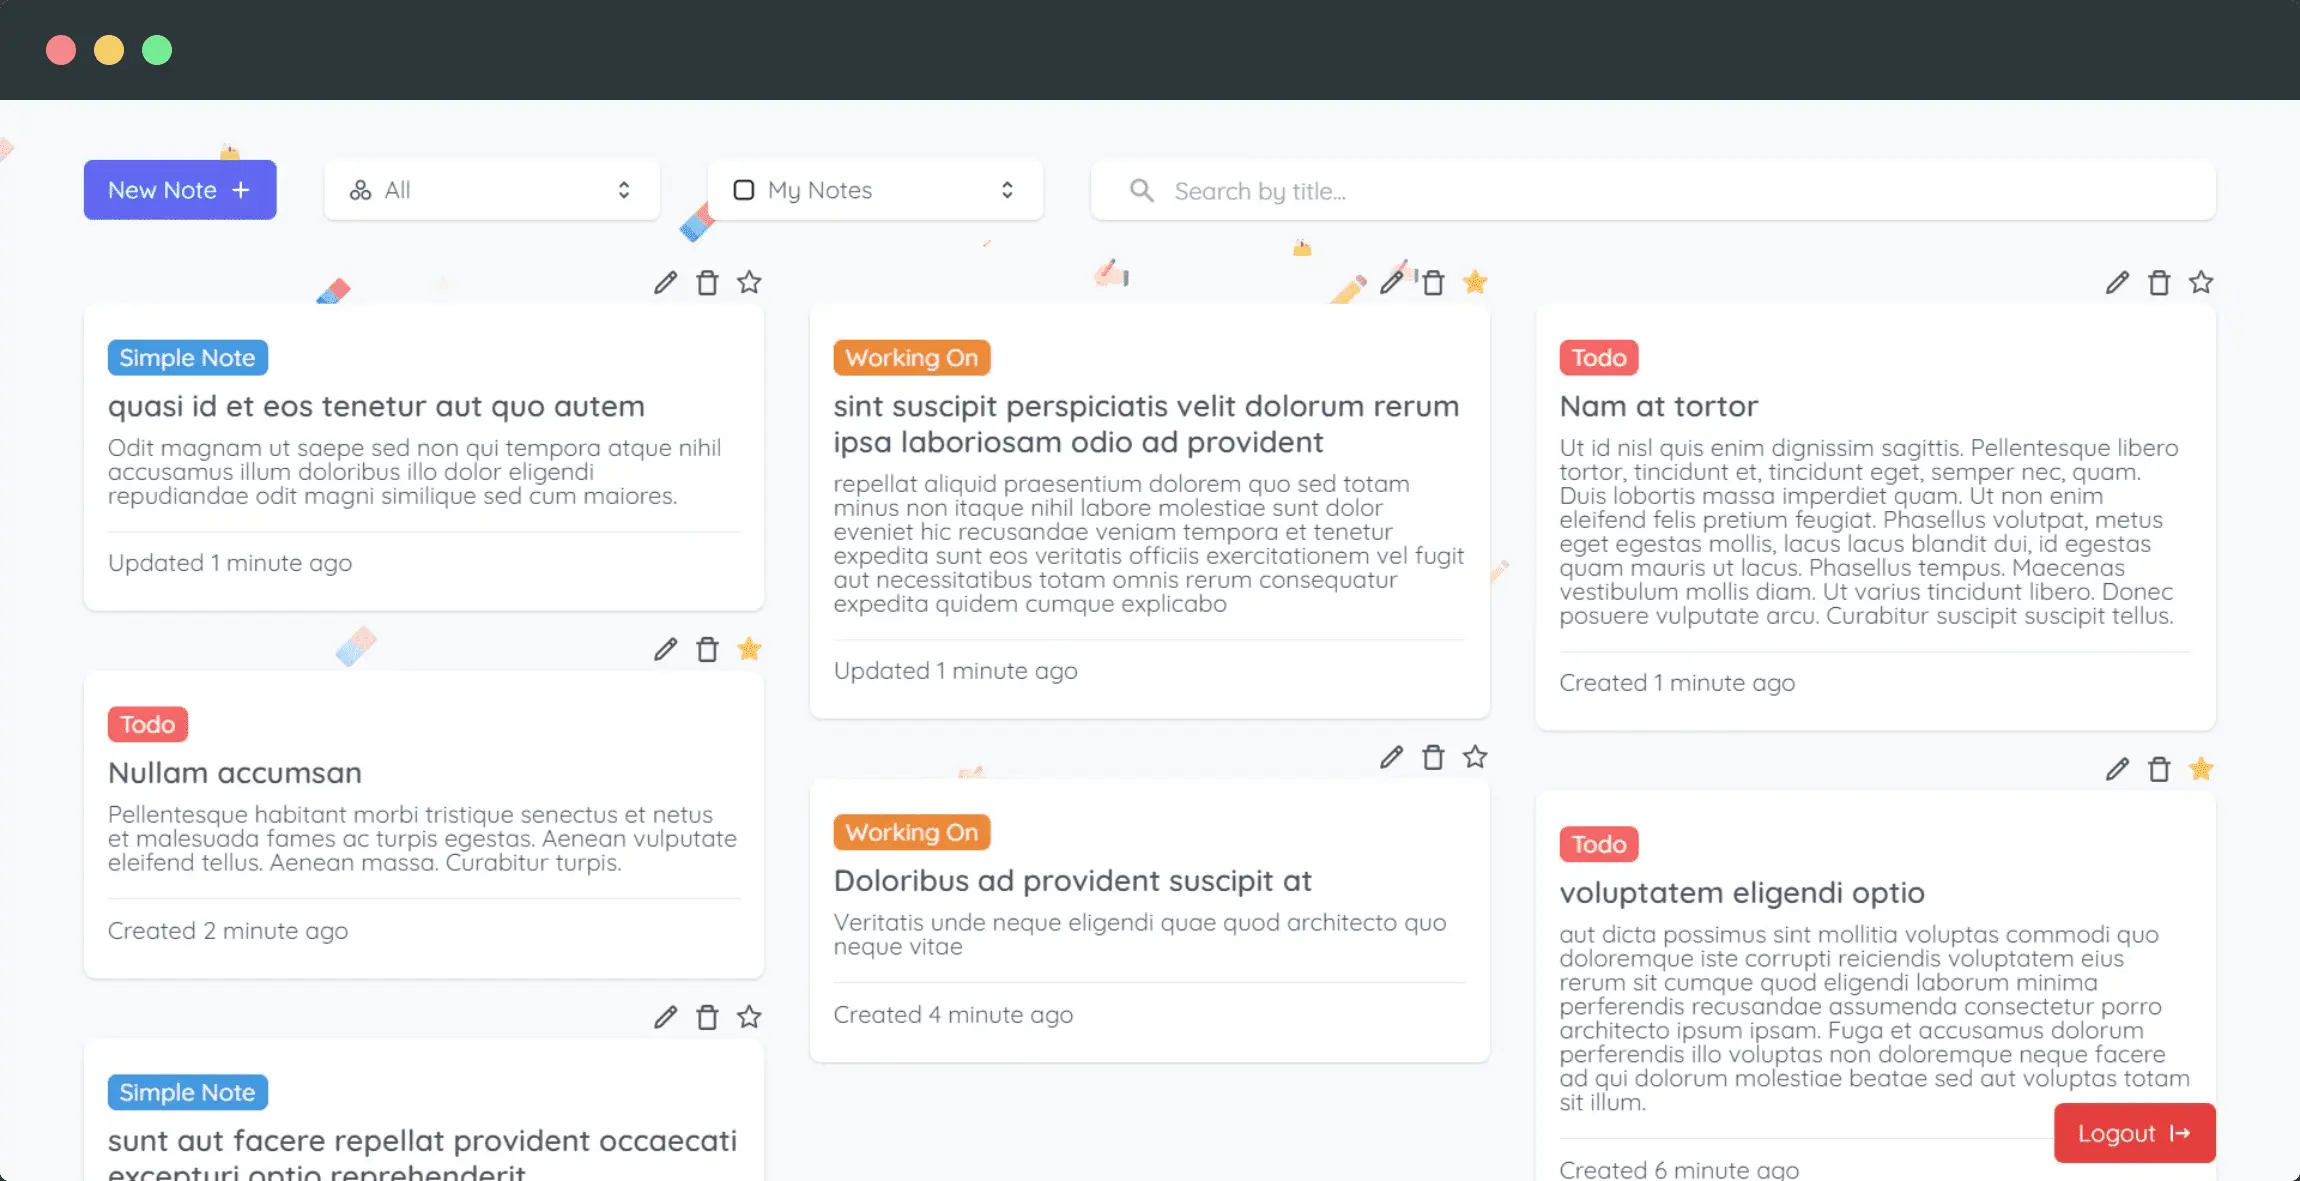 New Note +
All
My Notes
Search by title...
Simple Note
quasi id et eos tenetur aut quo autem
Odit magnam ut saepe sed non qui tempora atque nihil
accusamus illum doloribus illo dolor eligendi
repudiandae odit magni similique sed cum maiores.
Updated 1 minute ago
Todo
Nullam accumsan
Pellentesque habitant morbi tristique senectus et netus
et malesuada fames ac turpis egestas. Aenean vulputate
eleifend tellus. Aenean massa. Curabitur turpis.
Created 2 minute ago
Simple Note
sunt aut facere repellat provident occaecati
excepturi optio reprehenderit
Working On
sint suscipit perspiciatis velit dolorum rerum
ipsa laboriosam odio ad provident
repellat aliquid praesentium dolorem quo sed totam
minus non itaque nihil labore molestiae sunt dolor
eveniet hic recusandae veniam tempora et tenetur
expedita sunt eos veritatis officiis exercitationem vel fugit
aut necessitatibus totam omnis rerum consequatur
expedita quidem cumque explicabo
Updated 1 minute ago
Working On
Doloribus ad provident suscipit at
Veritatis unde neque eligendi quae quod architecto quo
neque vitae
Created 4 minute ago
Todo
Nam at tortor
Ut id nisl quis enim dignissim sagittis. Pellentesque libero
tortor, tincidunt et, tincidunt eget, semper nec, quam.
Duis lobortis massa imperdiet quam. Ut non enim
eleifend felis pretium feugiat. Phasellus volutpat, metus
eget egestas mollis, lacus lacus blandit dui, id egestas
quam mauris ut lacus. Phasellus tempus. Maecenas
vestibulum mollis diam. Ut varius tincidunt libero. Donec
posuere vulputate arcu. Curabitur suscipit suscipit tellus.
Created 1 minute ago
Todo
voluptatem eligendi optio
aut dicta possimus sint mollitia voluptas commodi quo
doloremque iste corrupti reiciendis voluptatem eius
rerum sit cumque quod eligendi laborum minima
perferendis recusandae assumenda consectetur porro
architecto ipsum ipsam. Fuga et accusamus dolorum
perferendis illo voluptas non doloremque neque facere
ad qui dolorum molestiae beatae sed aut voluptas totam
sit illum.
Created 6 minute ago
Logout